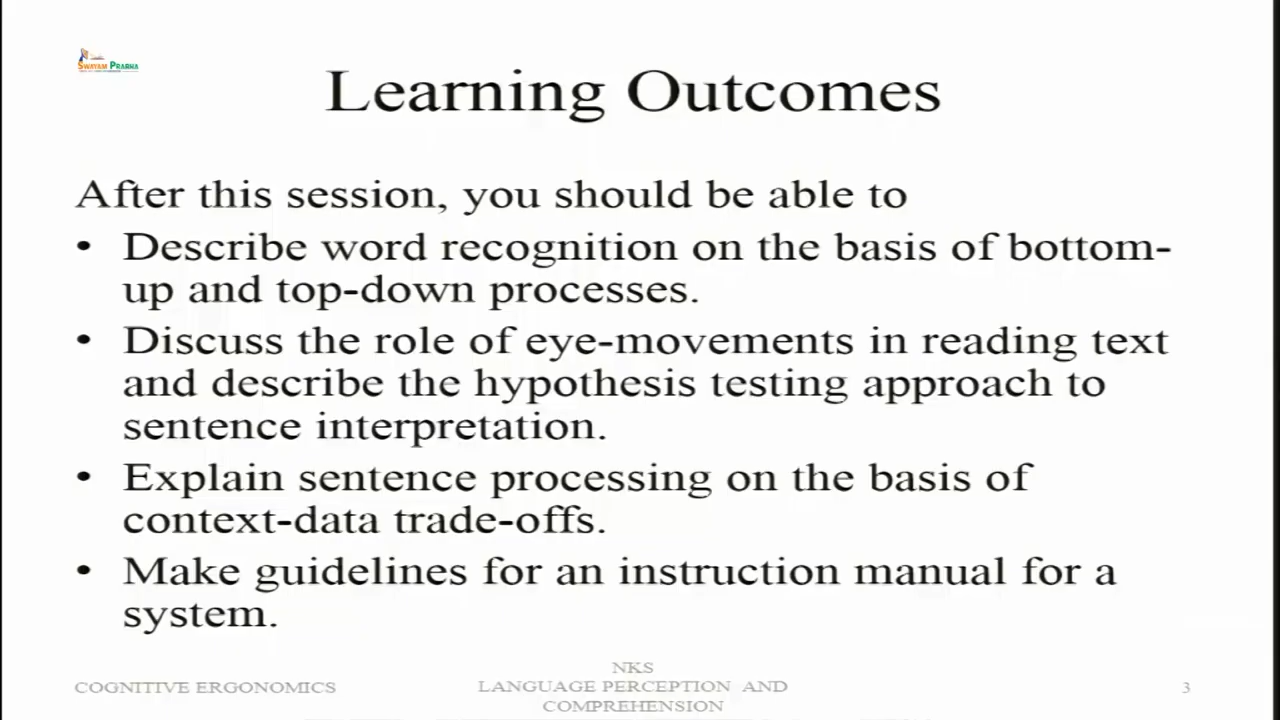 SWAYAM PRABHA
Learning Outcomes
After this session, you should be able to
• Describe word recognition on the basis of bottom-
up and top-down processes.
• Discuss the role of eye-movements in reading text
and describe the hypothesis testing approach to
sentence interpretation.
• Explain sentence processing on the basis of
context-data trade-offs.
• Make guidelines for an instruction manual for a
system.
COGNITIVE ERGONOMICS
NKS
LANGUAGE PERCEPTION AND
COMPREHENSION
3